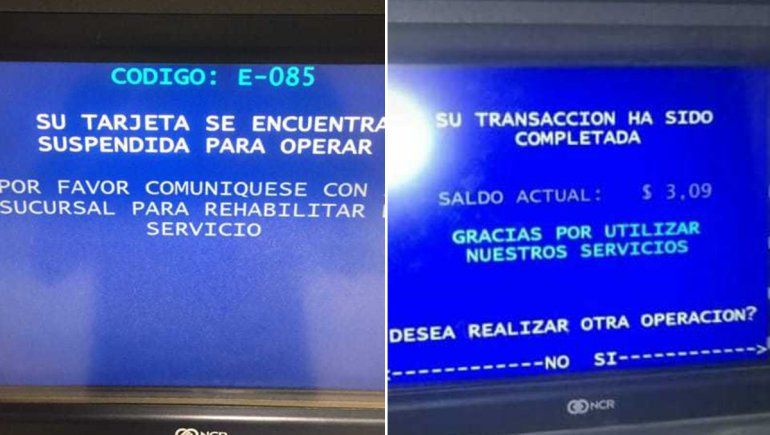 CODIGO: E-085
SU TARJETA SE ENCUENTRA
SUSPENDIDA PARA OPERAR
POR FAVOR COMUNIQUESE CON
SUCURSAL PARA REHABILITAR
SERVICIO
NCR
SU TRANSACCION HA SIDO
COMPLETADA
SALDO ACTUAL: $ 3,09
GRACIAS POR UTILIZAR
NUESTROS SERVICIOS
DESEA REALIZAR OTRA OPERACION?
<-----------NO SI------------>
NCR